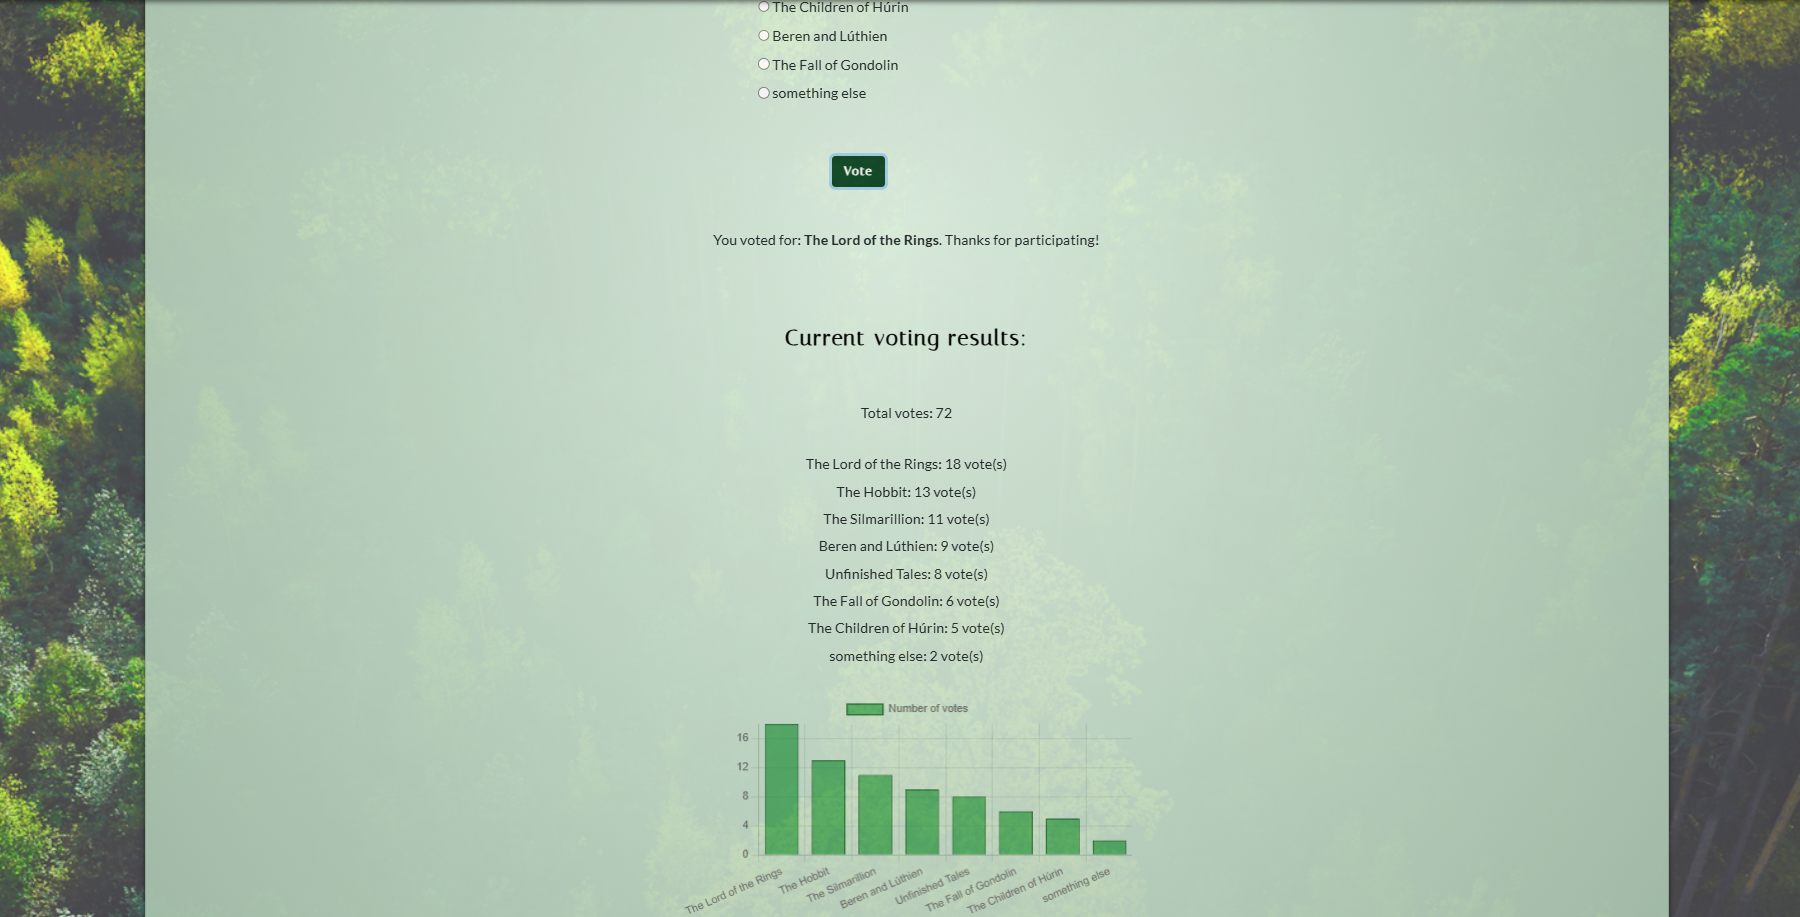 The Children of Húrin
Beren and Lúthien
The Fall of Gondolin
something else
Vote
You voted for: The Lord of the Rings. Thanks for participating!
Current voting results:
Total votes: 72
The Lord of the Rings: 18 vote(s)
The Hobbit: 13 vote(s)
The Silmarillion: 11 vote(s)
Beren and Lúthien: 9 vote(s)
Unfinished Tales: 8 vote(s)
The Fall of Gondolin: 6 vote(s)
The Children of Húrin: 5 vote(s)
something else: 2 vote(s)
Number of votes
16
12
8
4
0
The Lord of the Rings
The Hobbit
The Silmarillion
Beren and Lúthien
Unfinished Tales
The Fall of Gondolin
The Children of Húrin
something else